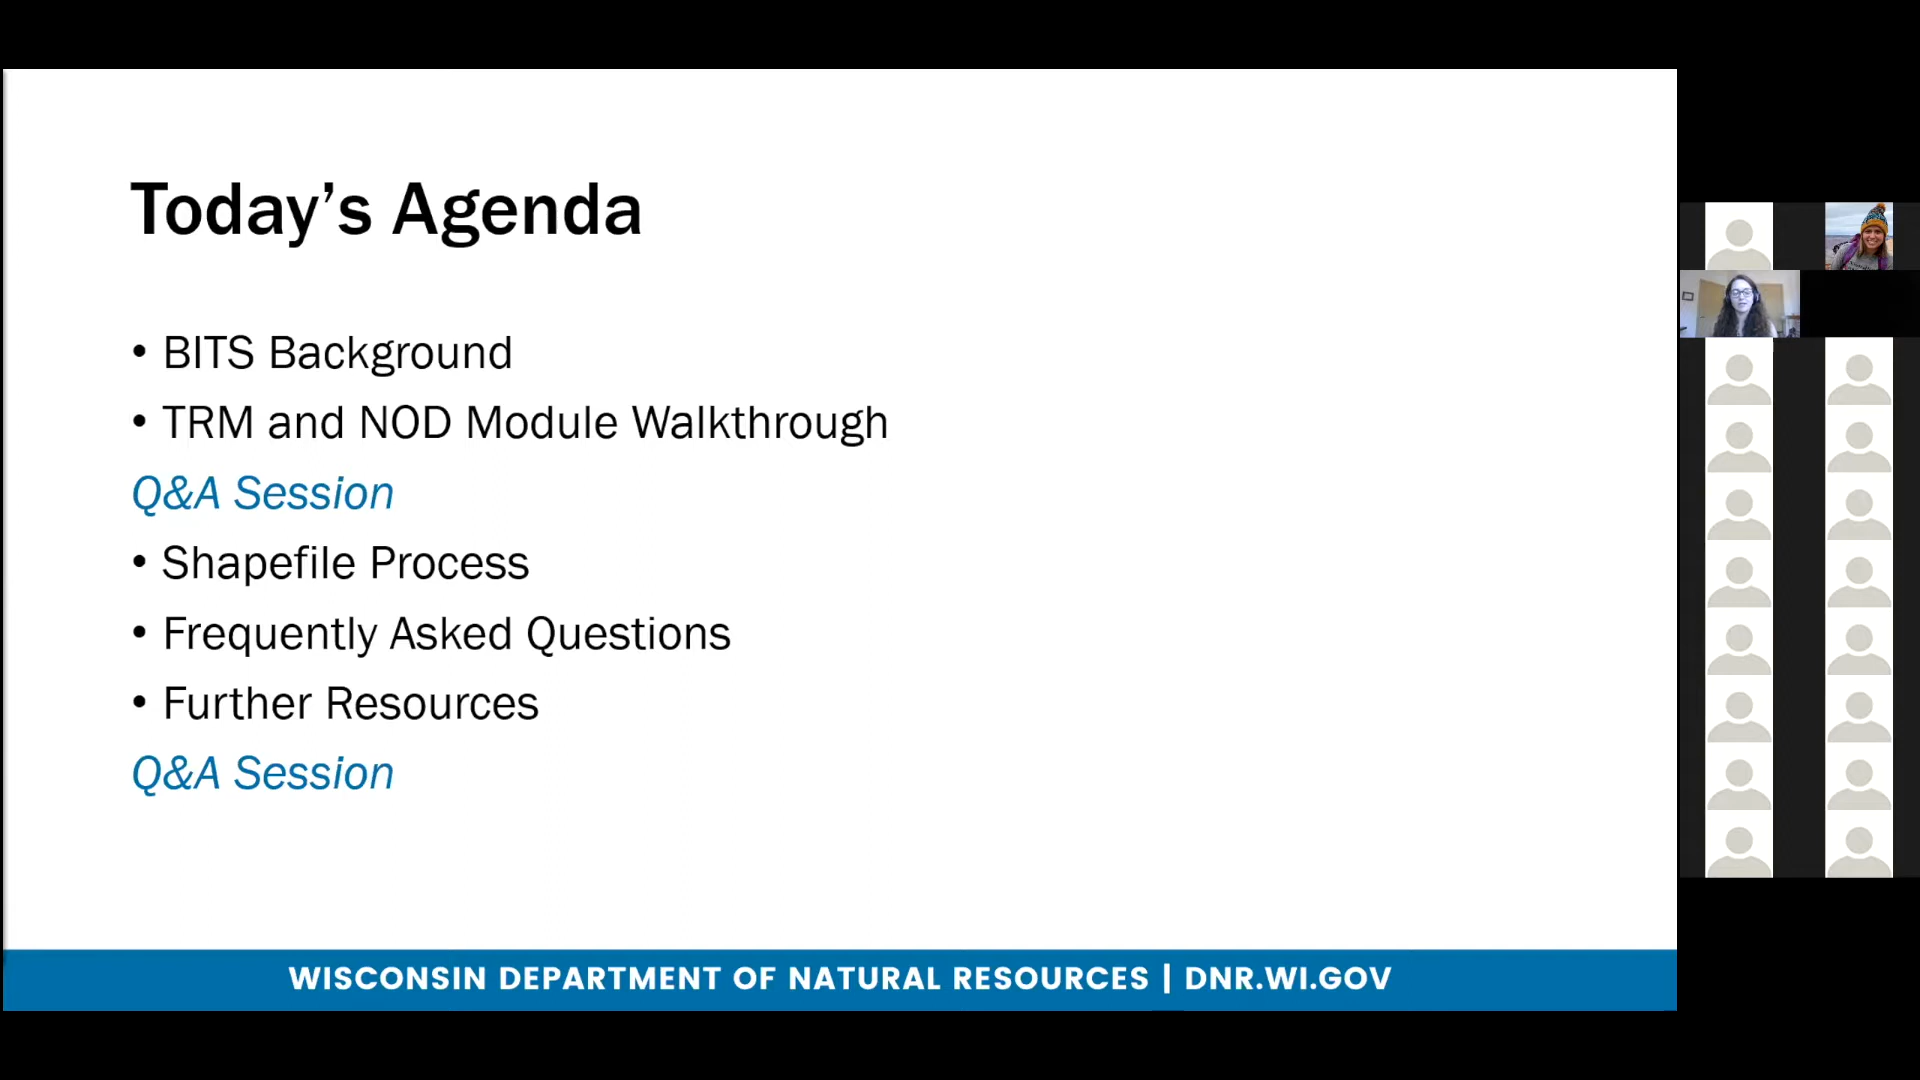 Today’s Agenda
• BITS Background
• TRM and NOD Module Walkthrough
Q&A Session
• Shapefile Process
• Frequently Asked Questions
• Further Resources
Q&A Session
WISCONSIN DEPARTMENT OF NATURAL RESOURCES | DNR.WI.GOV